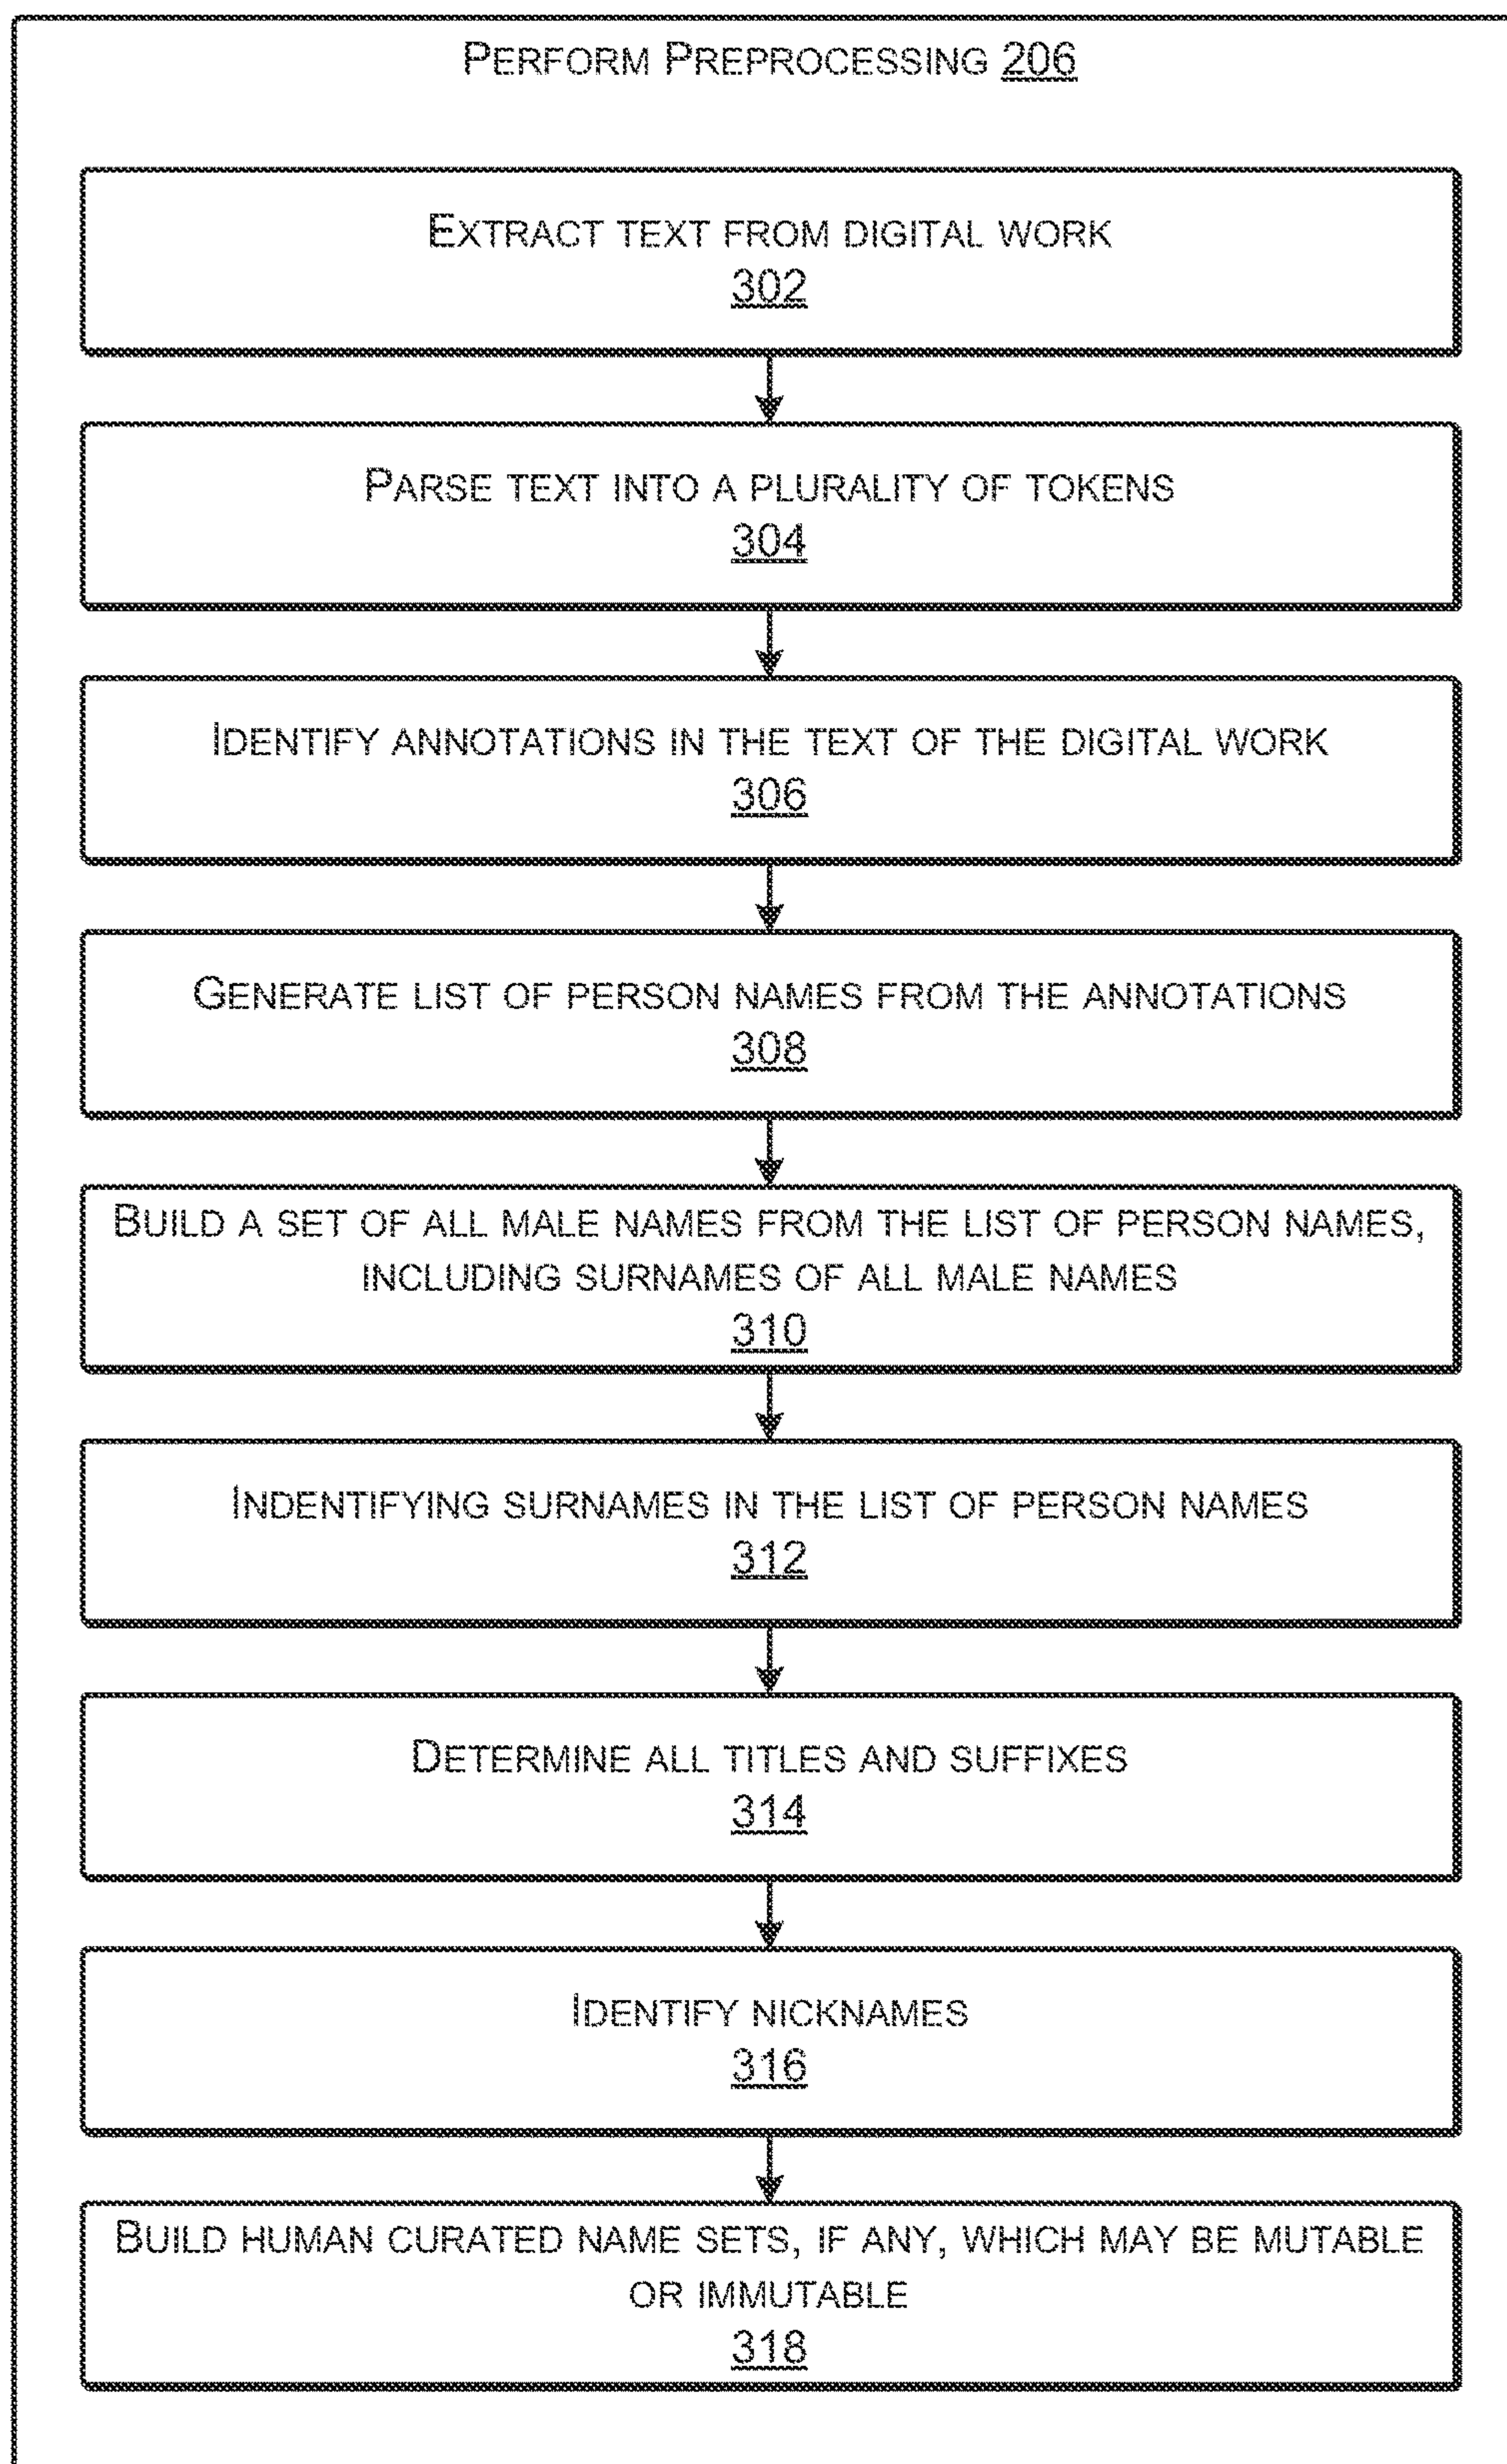 PERFORM PREPROCESSING 206
EXTRACT TEXT FROM DIGITAL WORK
302
PARSE TEXT INTO A PLURALITY OF TOKENS
304
IDENTIFY ANNOTATIONS IN THE TEXT OF THE DIGITAL WORK
306
GENERATE LIST OF PERSON NAMES FROM THE ANNOTATIONS
308
BUILD A SET OF ALL MALE NAMES FROM THE LIST OF PERSON NAMES,
INCLUDING SURNAMES OF ALL MALE NAMES
310
INDENTIFYING SURNAMES IN THE LIST OF PERSON NAMES
312
DETERMINE ALL TITLES AND SUFFIXES
314
IDENTIFY NICKNAMES
316
BUILD HUMAN CURATED NAME SETS, IF ANY, WHICH MAY BE MUTABLE
OR IMMUTABLE
318